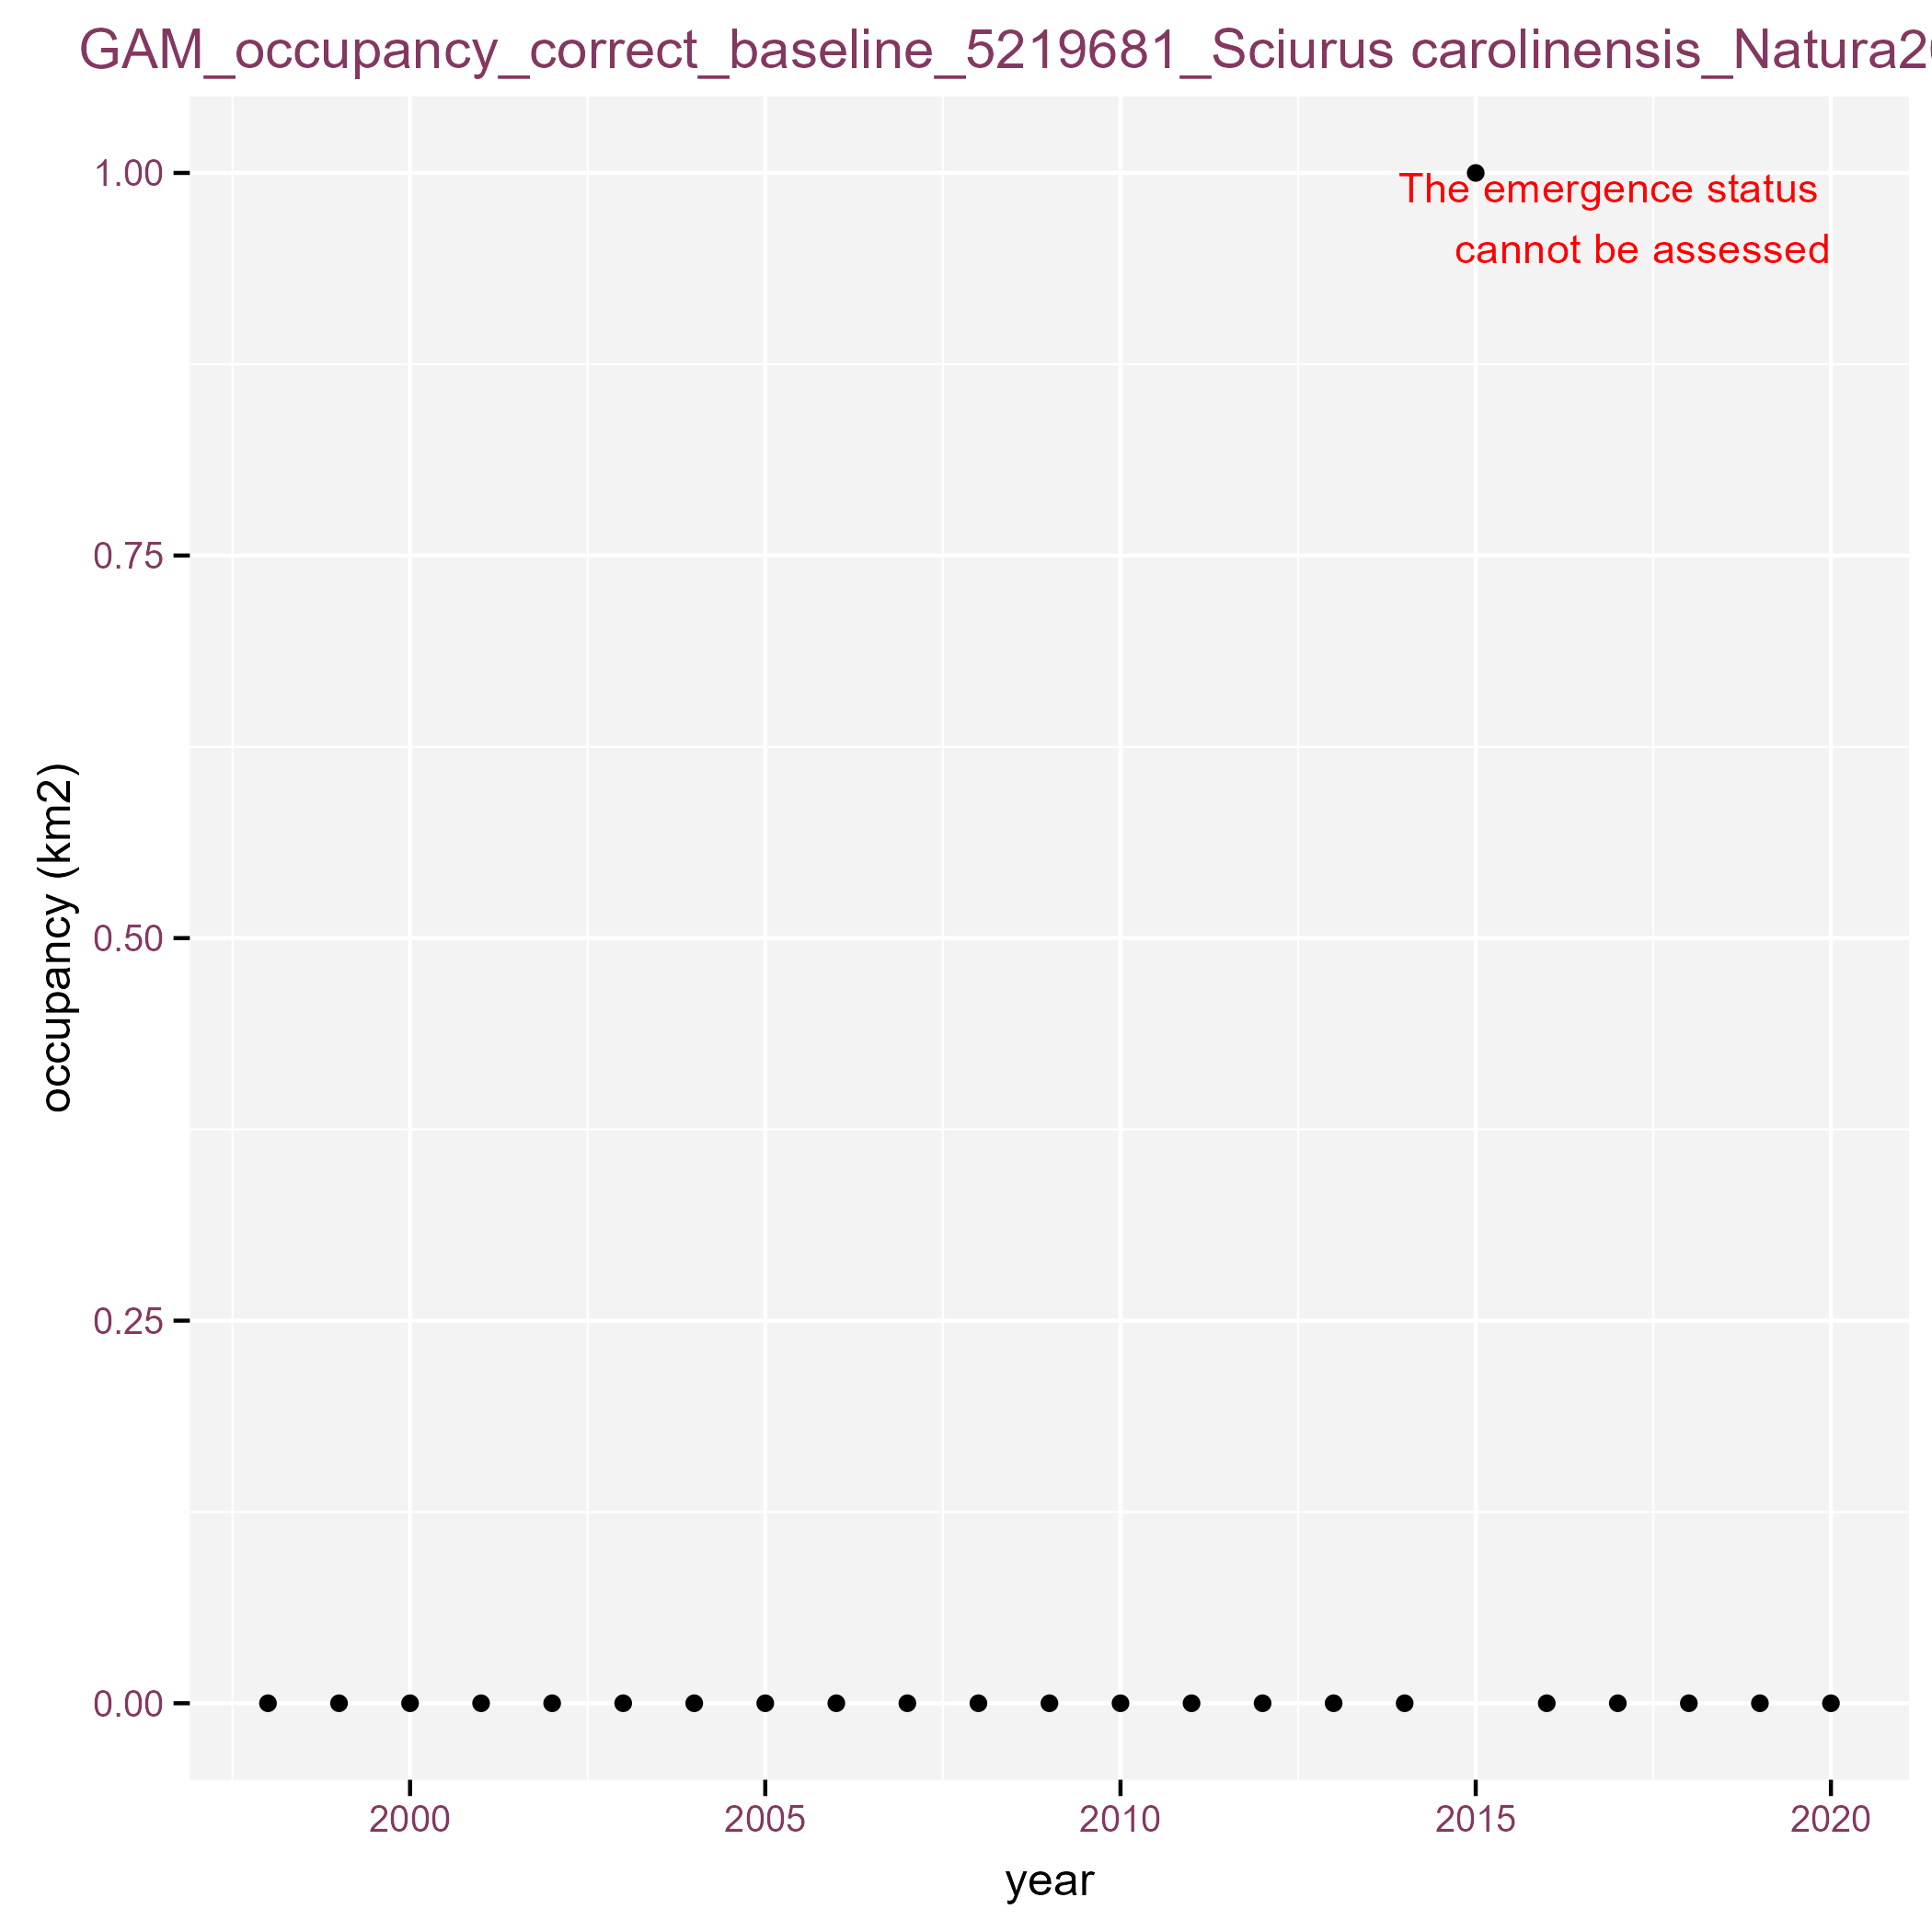 GAM_occupancy_correct_baseline_5219681_Sciurus carolinensis_Natura2
1.00
The emergence status
cannot be assessed
0.75
0.50
0.25
0.00
occupancy (km2)
2000 2005 2010 2015 2020
year